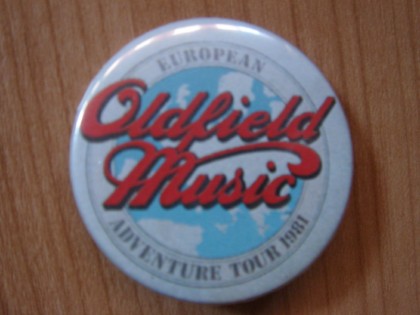 EUROPEAN
Oldfield
Music
ADVENTURE TOUR 1981